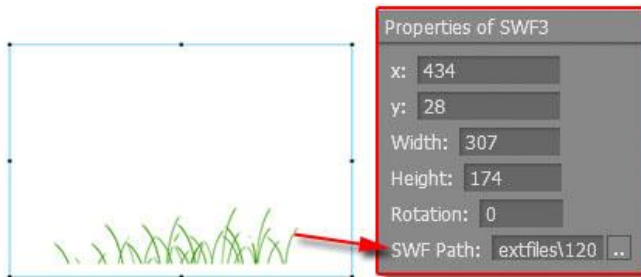 Properties of SWF3
x: 434
y: 28
Width: 307
Height: 174
Rotation: 0
SWF Path: extfiles\120 ..